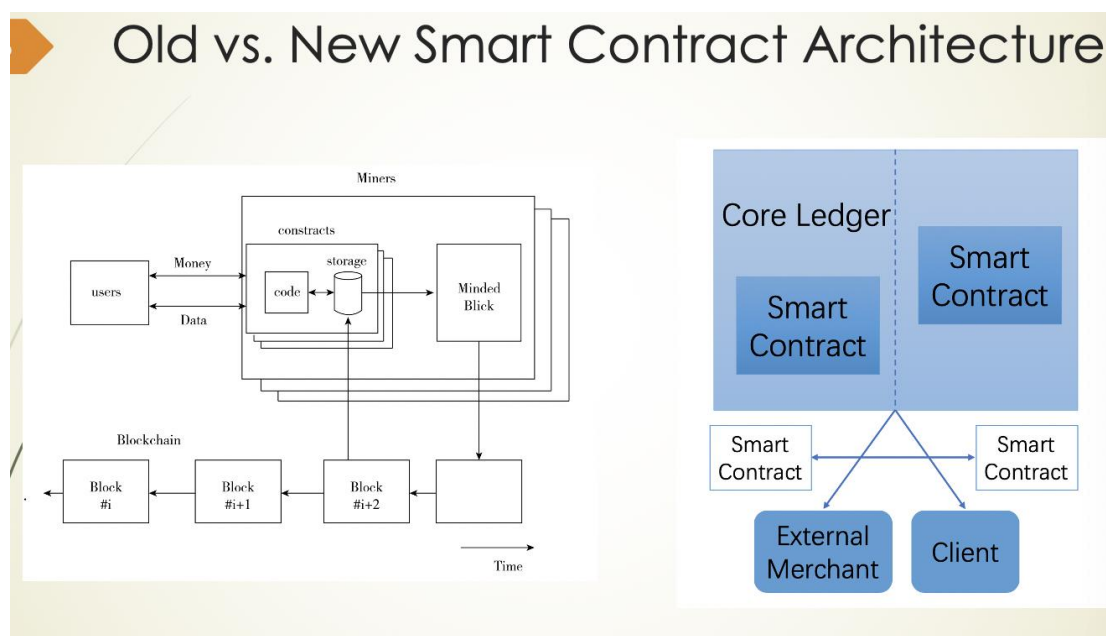 Old vs. New Smart Contract Architecture
Miners
constracts
storage
Money
users
code
Minded
Blick
Data
Blockchain
Block
#i
Block
#i+1
Block
#i+2
Time
Core Ledger
Smart
Contract
Smart
Contract
Smart
Contract
Smart
Contract
External
Merchant
Client